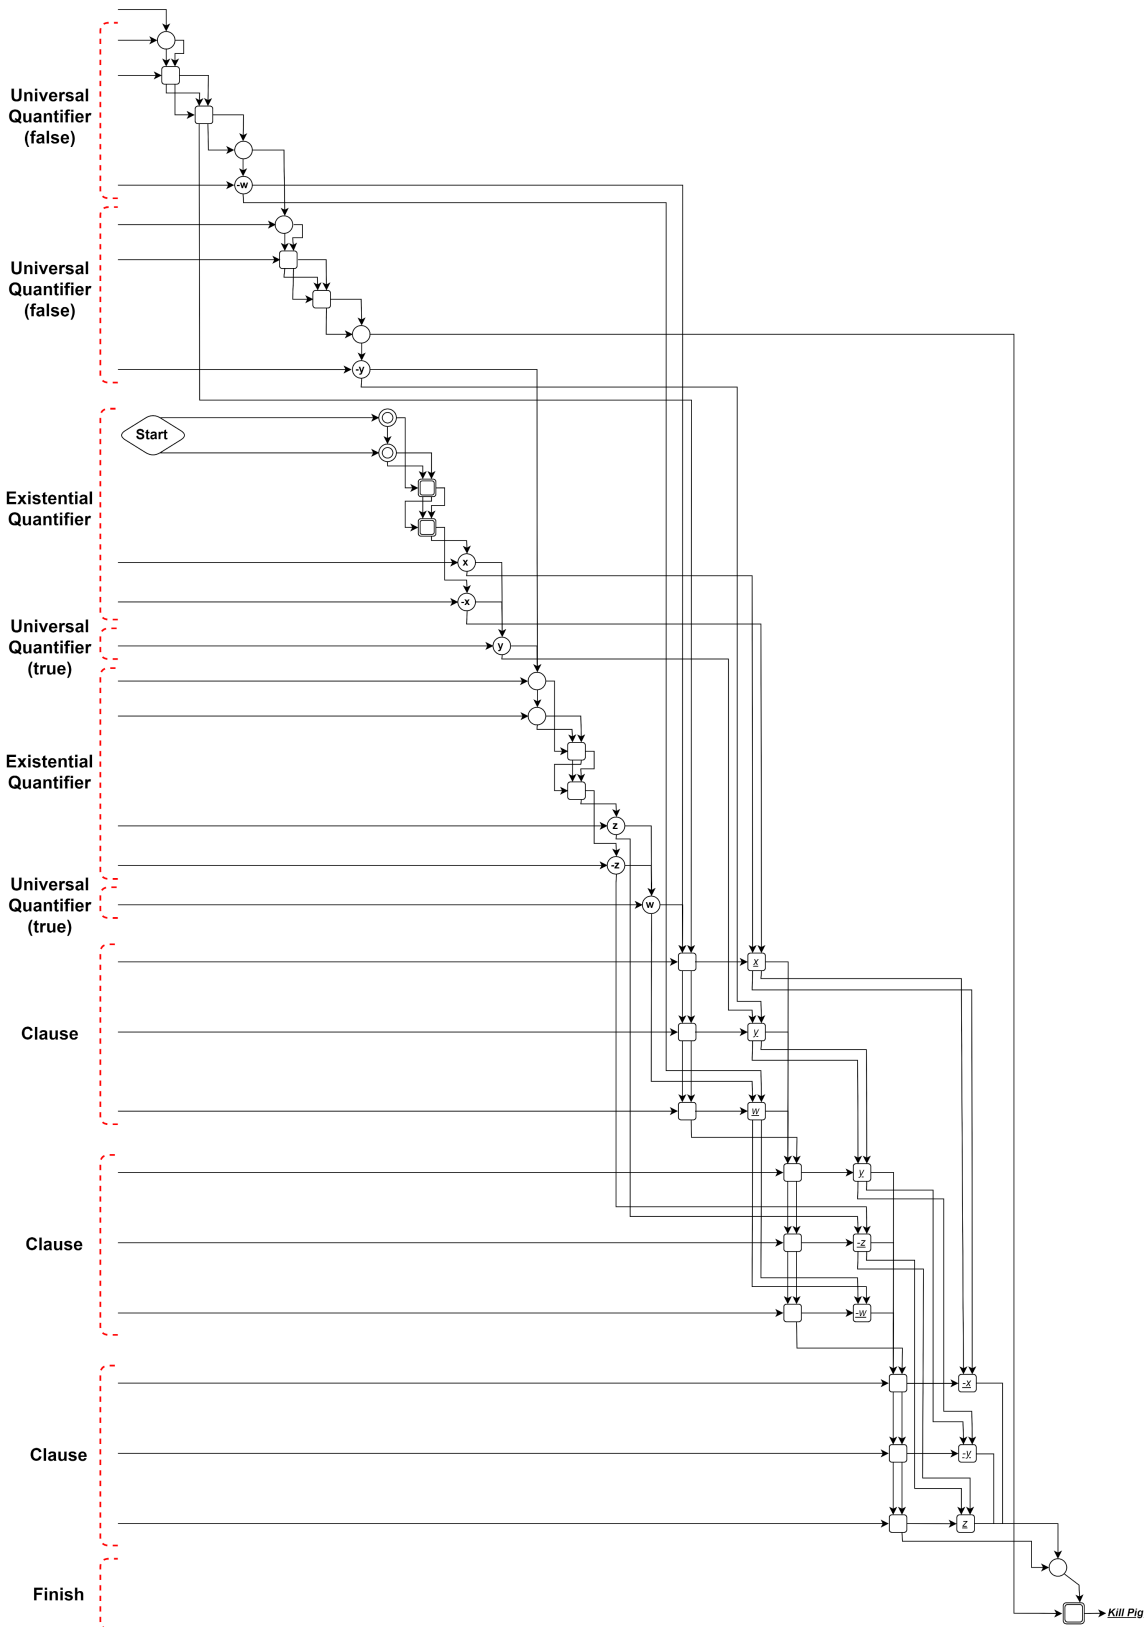 Universal
Quantifier
(false)
-w
Universal
Quantifier
(false)
-y
Start
Existential
Quantifier
x
-x
Universal
Quantifier
(true)
y
Existential
Quantifier
z
-z
Universal
Quantifier
(true)
w
x
Clause
y
w
y
Clause
-z
-w
-x
Clause
-y
z
Finish
Kill Pig